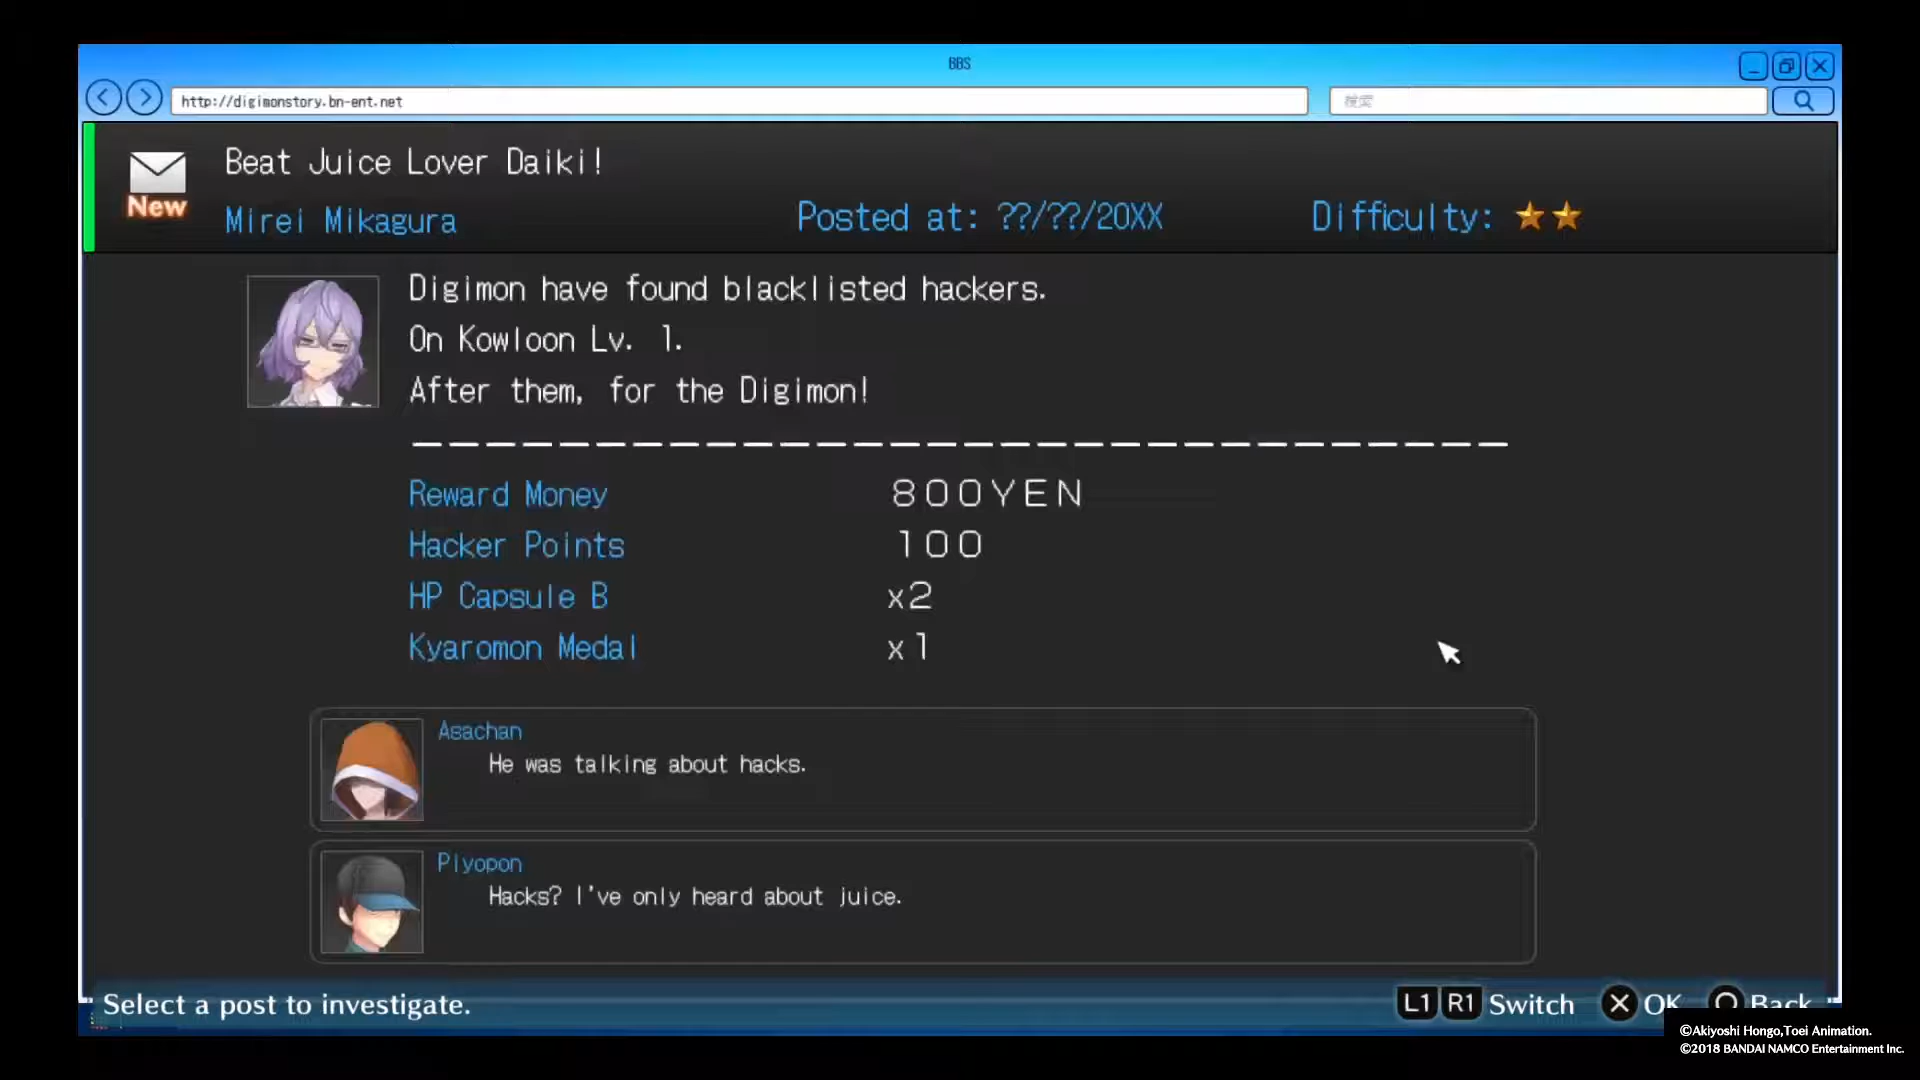 BBS
http://digimonstory.bn-ent.net
検索
Beat Juice Lover Daiki!
New
Mirei Mikagura
Posted at: ??/??/20XX
Difficulty: ★★
Digimon have found blacklisted hackers.
On Kowloon Lv. 1.
After them, for the Digimon!
Reward Money 800YEN
Hacker Points 100
HP Capsule B x2
Kyaromon Medal x1
Asachan
He was talking about hacks.
Piyopon
Hacks? I've only heard about juice.
Select a post to investigate.
L1 R1 Switch OK Back
©Akiyoshi Hongo,Toei Animation.
©2018 BANDAI NAMCO Entertainment Inc.